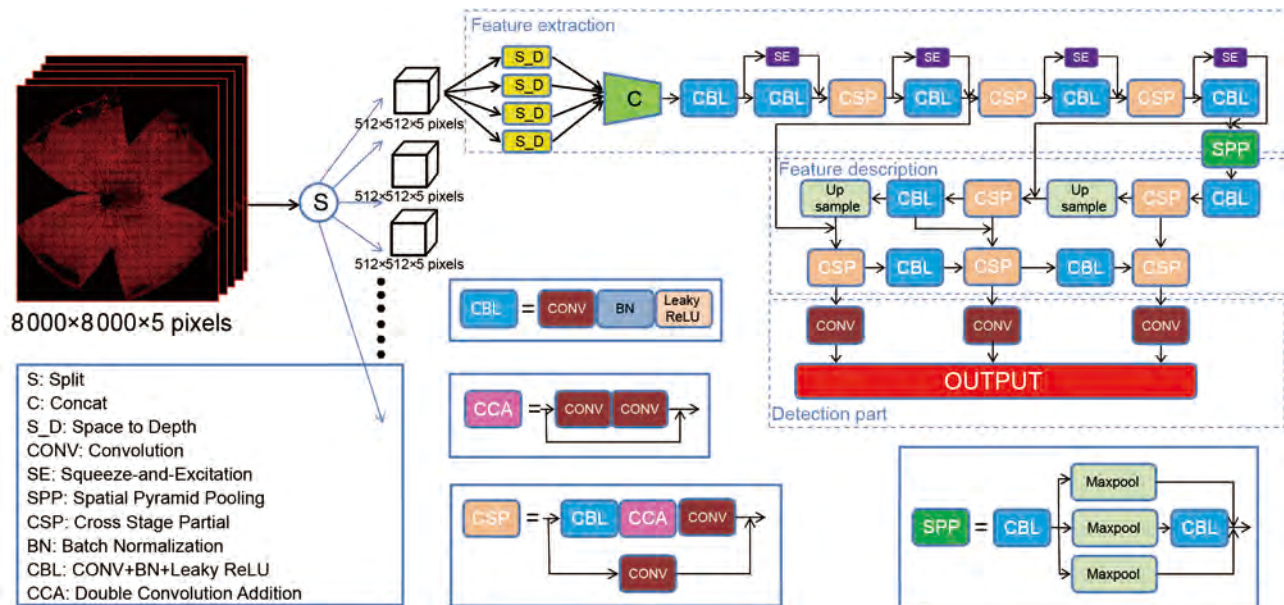 Feature extraction
S_D
S_D
S_D
S_D
C
CBL
SE
CBL
CSP
SE
CBL
CSP
SE
CBL
CSP
SE
CBL
SPP
512×512×5 pixels
512×512×5 pixels
512×512×5 pixels
S
8 000×8 000×5 pixels
Feature description
Up
sample
CBL
CSP
Up
sample
CSP
CBL
CSP
CBL
CSP
CBL
CSP
CONV
CONV
CONV
OUTPUT
Detection part
CBL
=
CONV
BN
Leaky
ReLU
CCA
=
CONV
CONV
CSP
=
CBL
CCA
CONV
CONV
SPP
=
CBL
Maxpool
Maxpool
Maxpool
CBL
S: Split
C: Concat
S_D: Space to Depth
CONV: Convolution
SE: Squeeze-and-Excitation
SPP: Spatial Pyramid Pooling
CSP: Cross Stage Partial
BN: Batch Normalization
CBL: CONV+BN+Leaky ReLU
CCA: Double Convolution Addition